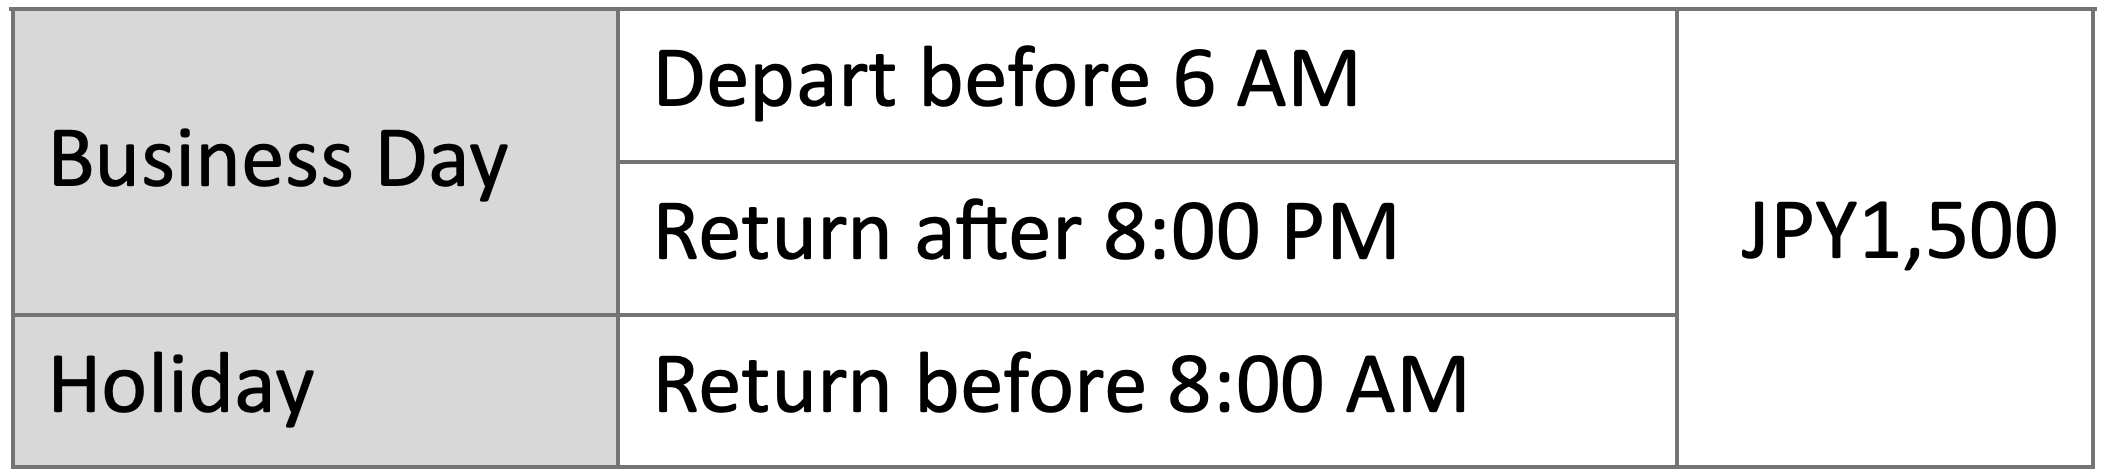 Business Day
Depart before 6 AM
Return after 8:00 PM
JPY1,500
Holiday
Return before 8:00 AM